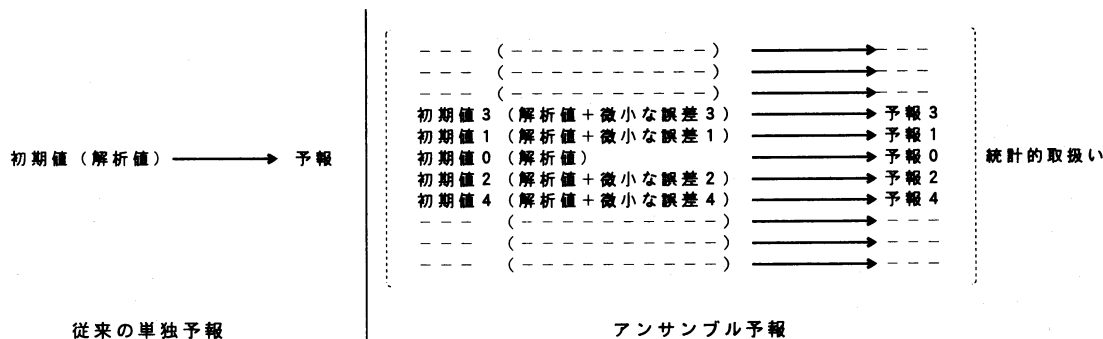 --- (----------) ---
--- (----------) ---
--- (----------) ---
初期値3 (解析値+微小な誤差3) 予報3
初期値1 (解析値+微小な誤差1) 予報1
初期値(解析値) 予報
初期値0 (解析値) 予報0
統計的取扱い
初期値2 (解析値+微小な誤差2) 予報2
初期値4 (解析値+微小な誤差4) 予報4
--- (----------) ---
--- (----------) ---
--- (----------) ---
従来の単独予報
アンサンブル予報